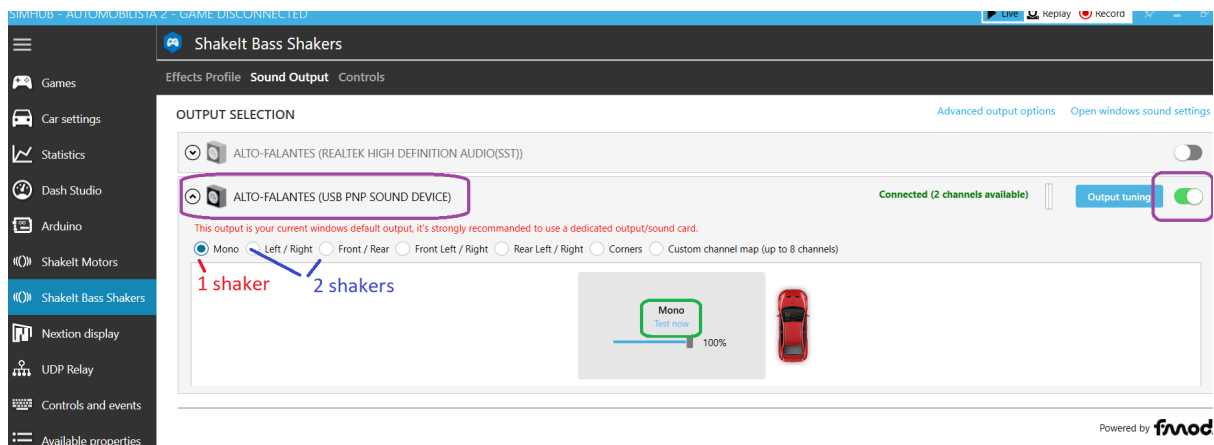 SIMHUB - AUTOMOBILISTA 2 - GAME DISCONNECTED
Live Replay Record
ShakeIt Bass Shakers
Games
Effects Profile Sound Output Controls
Car settings
OUTPUT SELECTION
Advanced output options Open windows sound settings
Statistics
ALTO-FALANTES (REALTEK HIGH DEFINITION AUDIO(SST))
Dash Studio
ALTO-FALANTES (USB PNP SOUND DEVICE)
Connected (2 channels available)
Output tuning
Arduino
This output is your current windows default output, it's strongly recommanded to use a dedicated output/sound card.
Mono Left / Right Front / Rear Front Left / Right Rear Left / Right Corners Custom channel map (up to 8 channels)
ShakeIt Motors
1 shaker 2 shakers
ShakeIt Bass Shakers
Mono
Test now
100%
Nextion display
UDP Relay
Controls and events
Powered by fmod
Available properties